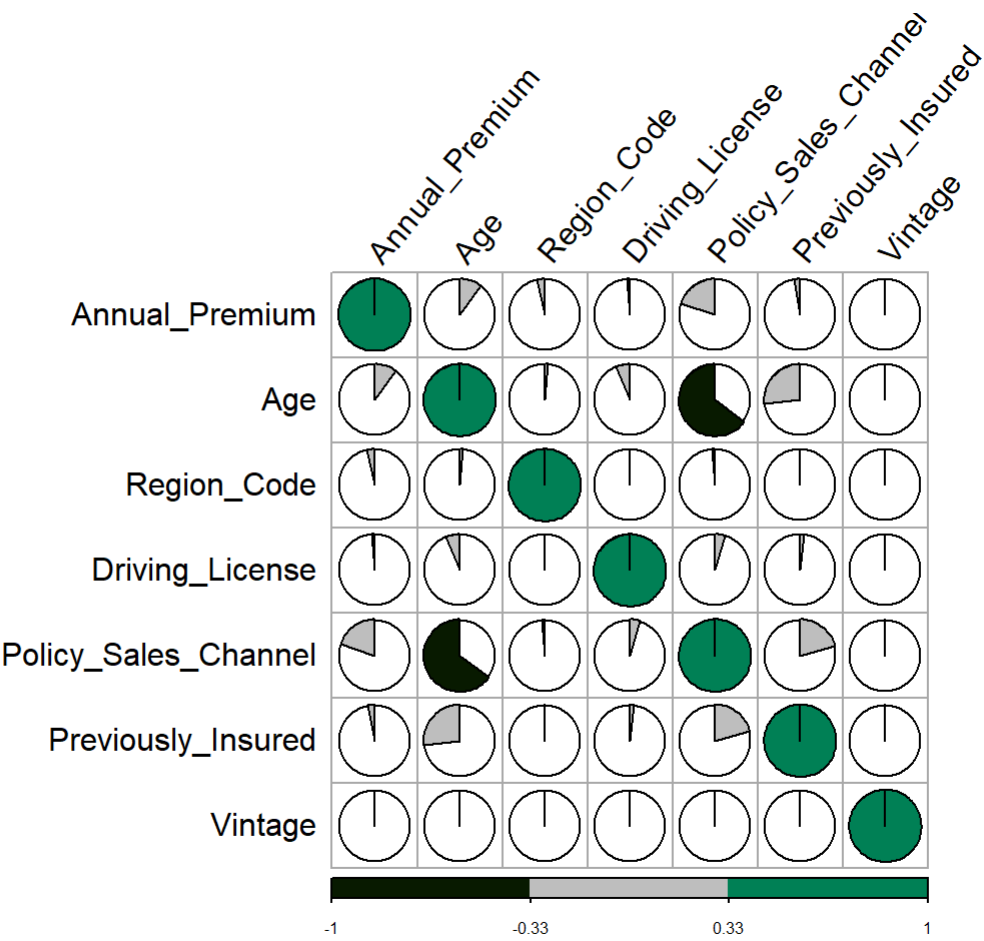 Annual_Premium
Age
Region_Code
Driving_License
Policy_Sales_Channel
Previously_Insured
Vintage
Annual_Premium
Age
Region_Code
Driving_License
Policy_Sales_Channel
Previously_Insured
Vintage
-1 -0.33 0.33 1